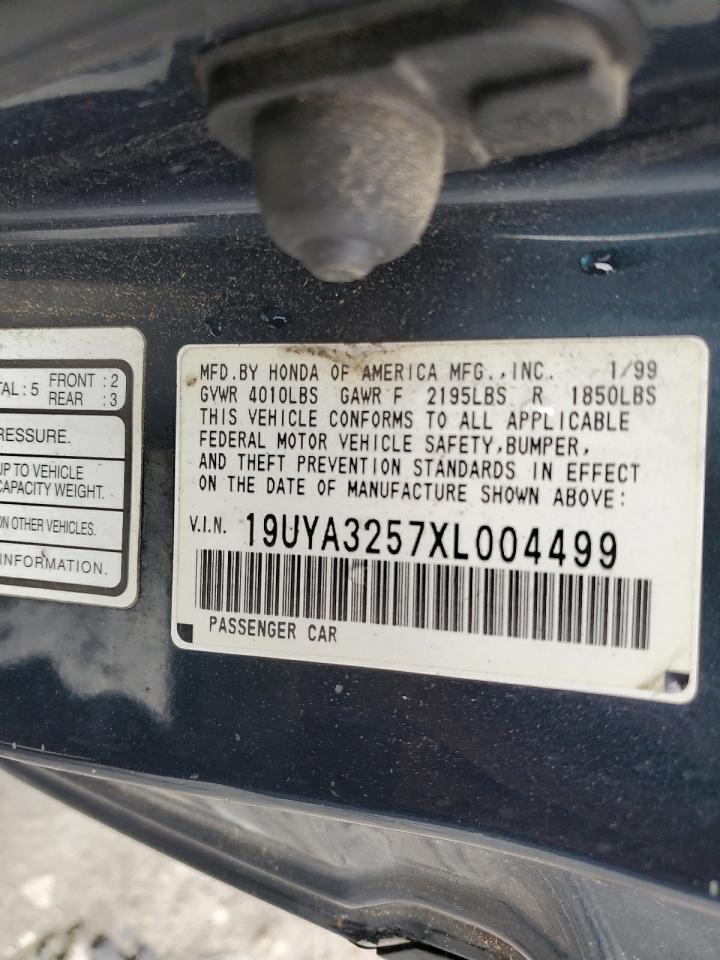 TAL : 5 FRONT : 2
REAR : 3
RESSURE.
UP TO VEHICLE
CAPACITY WEIGHT.
ON OTHER VEHICLES.
INFORMATION.
MFD.BY HONDA OF AMERICA MFG.,INC. 1/99
GVWR 4010LBS GAWR F 2195LBS R 1850LBS
THIS VEHICLE CONFORMS TO ALL APPLICABLE
FEDERAL MOTOR VEHICLE SAFETY,BUMPER,
AND THEFT PREVENTION STANDARDS IN EFFECT
ON THE DATE OF MANUFACTURE SHOWN ABOVE:
V.I.N. 19UYA3257XL004499
PASSENGER CAR